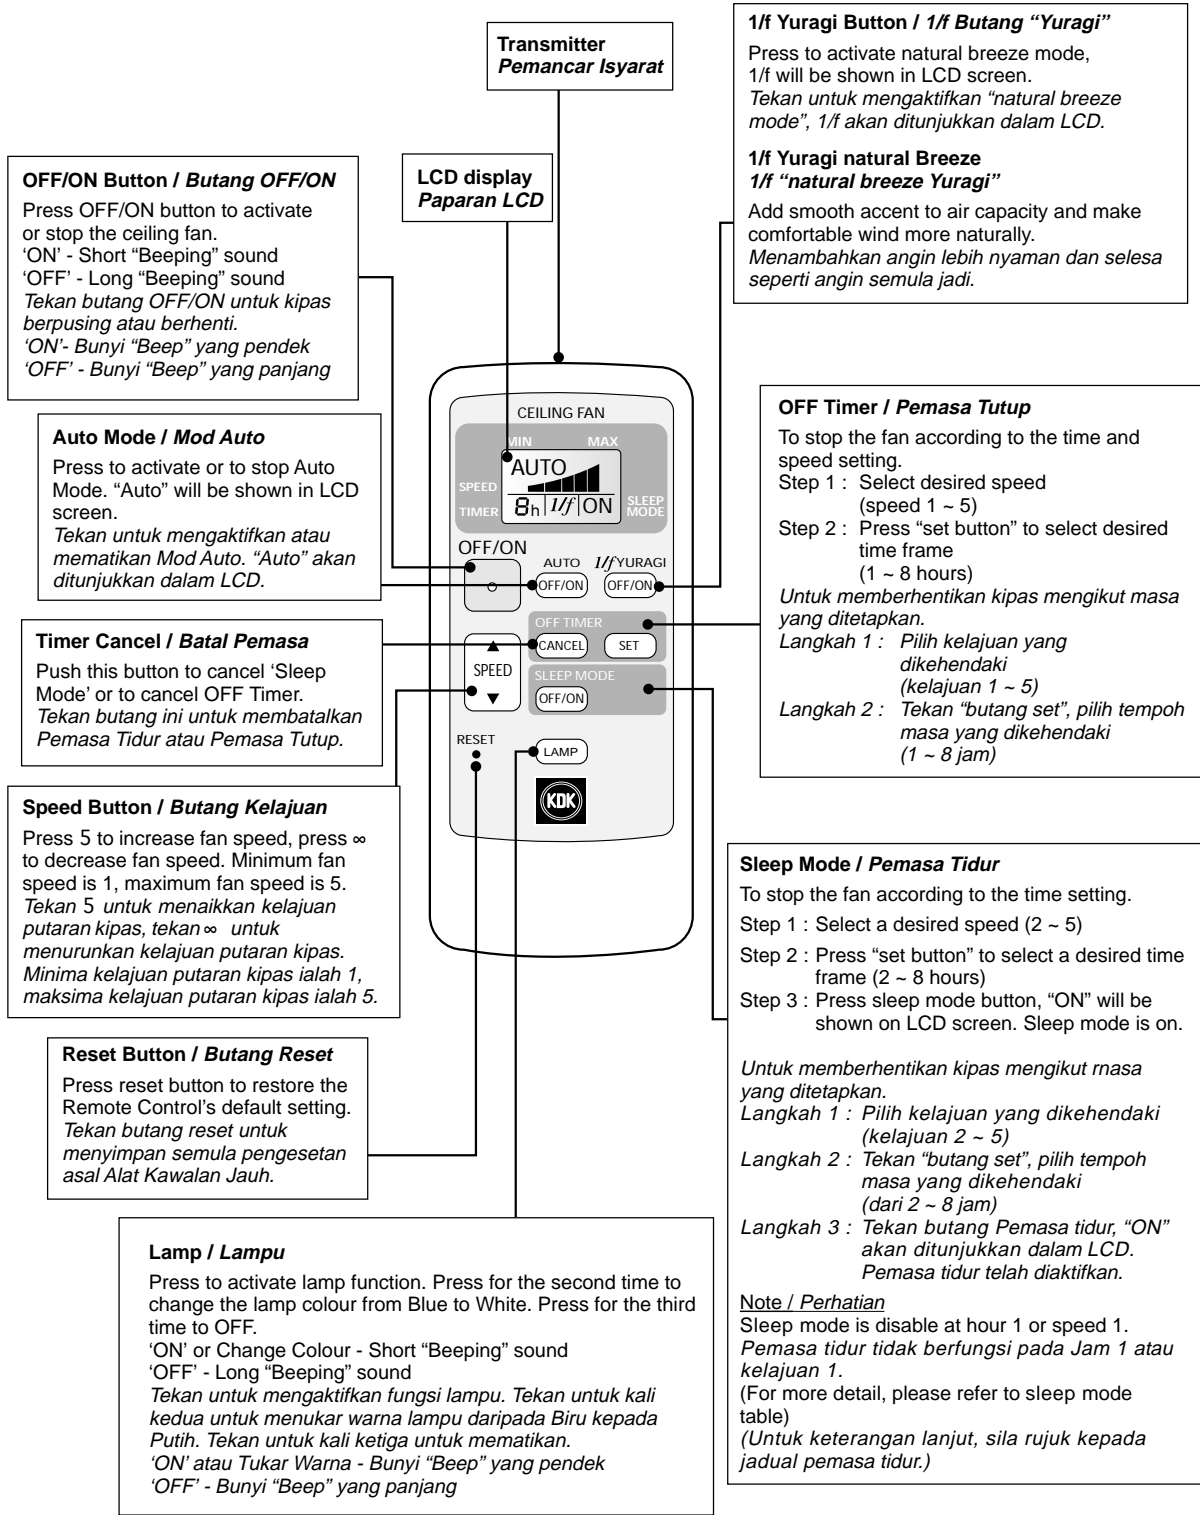 Transmitter
Pemancar Isyarat
1/f Yuragi Button / 1/f Butang “Yuragi”
Press to activate natural breeze mode,
1/f will be shown in LCD screen.
Tekan untuk mengaktifkan “natural breeze
mode”, 1/f akan ditunjukkan dalam LCD.
1/f Yuragi natural Breeze
1/f “natural breeze Yuragi”
Add smooth accent to air capacity and make
comfortable wind more naturally.
Menambahkan angin lebih nyaman dan selesa
seperti angin semula jadi.
LCD display
Paparan LCD
OFF/ON Button / Butang OFF/ON
Press OFF/ON button to activate
or stop the ceiling fan.
‘ON’ - Short “Beeping” sound
‘OFF’ - Long “Beeping” sound
Tekan butang OFF/ON untuk kipas
berpusing atau berhenti.
‘ON’- Bunyi “Beep” yang pendek
‘OFF’ - Bunyi “Beep” yang panjang
Auto Mode / Mod Auto
Press to activate or to stop Auto
Mode. “Auto” will be shown in LCD
screen.
Tekan untuk mengaktifkan atau
mematikan Mod Auto. “Auto” akan
ditunjukkan dalam LCD.
Timer Cancel / Batal Pemasa
Push this button to cancel ‘Sleep
Mode’ or to cancel OFF Timer.
Tekan butang ini untuk membatalkan
Pemasa Tidur atau Pemasa Tutup.
Speed Button / Butang Kelajuan
Press 5 to increase fan speed, press ∞
to decrease fan speed. Minimum fan
speed is 1, maximum fan speed is 5.
Tekan 5 untuk menaikkan kelajuan
putaran kipas, tekan ∞ untuk
menurunkan kelajuan putaran kipas.
Minima kelajuan putaran kipas ialah 1,
maksima kelajuan putaran kipas ialah 5.
Reset Button / Butang Reset
Press reset button to restore the
Remote Control’s default setting.
Tekan butang reset untuk
menyimpan semula pengesetan
asal Alat Kawalan Jauh.
CEILING FAN
MIN MAX
AUTO
SPEED
TIMER 8h 1/f ON SLEEP
MODE
OFF/ON
AUTO 1/f YURAGI
OFF/ON OFF/ON
OFF TIMER
CANCEL SET
▲
SPEED
▼
SLEEP MODE
OFF/ON
RESET
LAMP
KDK
OFF Timer / Pemasa Tutup
To stop the fan according to the time and
speed setting.
Step 1 : Select desired speed
(speed 1 ~ 5)
Step 2 : Press “set button” to select desired
time frame
(1 ~ 8 hours)
Untuk memberhentikan kipas mengikut masa
yang ditetapkan.
Langkah 1 : Pilih kelajuan yang
dikehendaki
(kelajuan 1 ~ 5)
Langkah 2 : Tekan “butang set”, pilih tempoh
masa yang dikehendaki
(1 ~ 8 jam)
Sleep Mode / Pemasa Tidur
To stop the fan according to the time setting.
Step 1 : Select a desired speed (2 ~ 5)
Step 2 : Press “set button” to select a desired time
frame (2 ~ 8 hours)
Step 3 : Press sleep mode button, “ON” will be
shown on LCD screen. Sleep mode is on.
Untuk memberhentikan kipas mengikut rnasa
yang ditetapkan.
Langkah 1 : Pilih kelajuan yang dikehendaki
(kelajuan 2 ~ 5)
Langkah 2 : Tekan “butang set”, pilih tempoh
masa yang dikehendaki
(dari 2 ~ 8 jam)
Langkah 3 : Tekan butang Pemasa tidur, “ON”
akan ditunjukkan dalam LCD.
Pemasa tidur telah diaktifkan.
Note / Perhatian
Sleep mode is disable at hour 1 or speed 1.
Pemasa tidur tidak berfungsi pada Jam 1 atau
kelajuan 1.
(For more detail, please refer to sleep mode
table)
(Untuk keterangan lanjut, sila rujuk kepada
jadual pemasa tidur.)
Lamp / Lampu
Press to activate lamp function. Press for the second time to
change the lamp colour from Blue to White. Press for the third
time to OFF.
‘ON’ or Change Colour - Short “Beeping” sound
‘OFF’ - Long “Beeping” sound
Tekan untuk mengaktifkan fungsi lampu. Tekan untuk kali
kedua untuk menukar warna lampu daripada Biru kepada
Putih. Tekan untuk kali ketiga untuk mematikan.
‘ON’ atau Tukar Warna - Bunyi “Beep” yang pendek
‘OFF’ - Bunyi “Beep” yang panjang